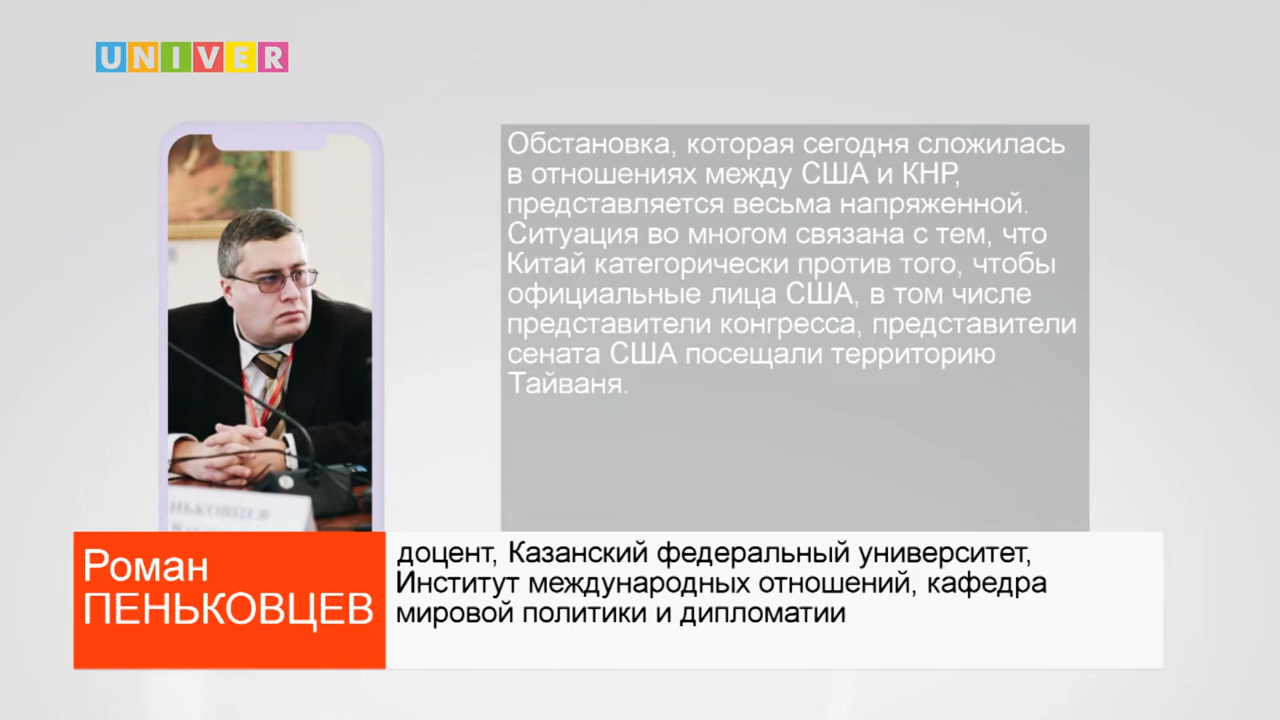 UNIVER
Обстановка, которая сегодня сложилась
в отношениях между США и КНР,
представляется весьма напряженной.
Ситуация во многом связана с тем, что
Китай категорически против того, чтобы
официальные лица США, в том числе
представители конгресса, представители
сената США посещали территорию
Тайваня.
НЬКОВЦЕВ
Роман
ПЕНЬКОВЦЕВ
доцент, Казанский федеральный университет,
Институт международных отношений, кафедра
мировой политики и дипломатии